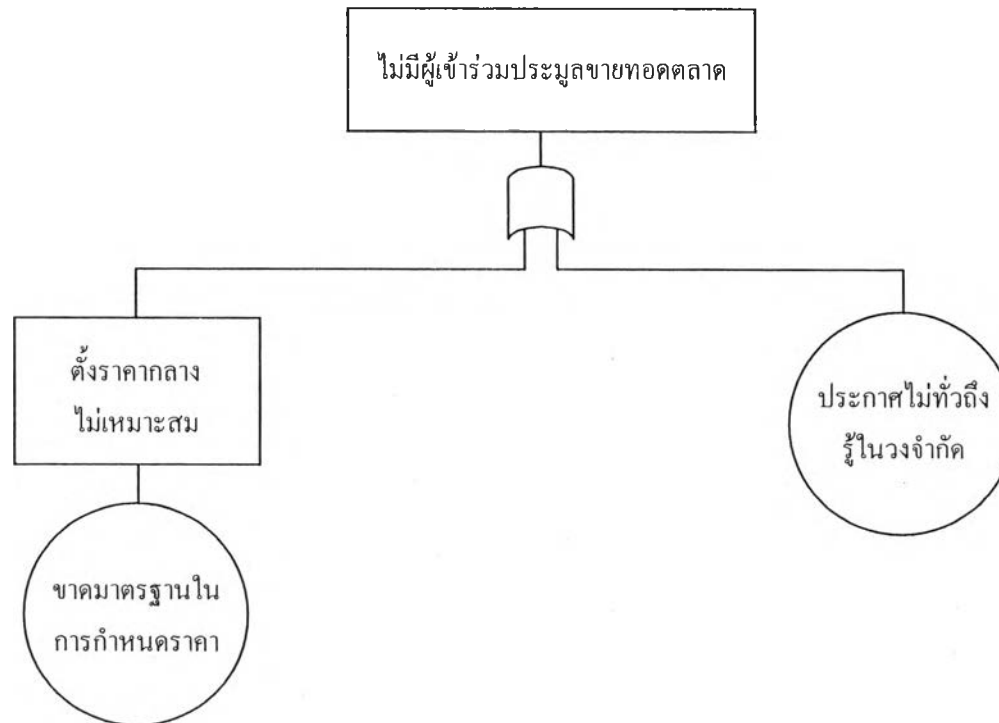 ไม่มีผู้เข้าร่วมประมูลขายทอดตลาด
ตั้งราคากลาง
ไม่เหมาะสม
ประกาศไม่ทั่วถึง
รู้ในวงจำกัด
ขาดมาตรฐานใน
การกำหนดราคา